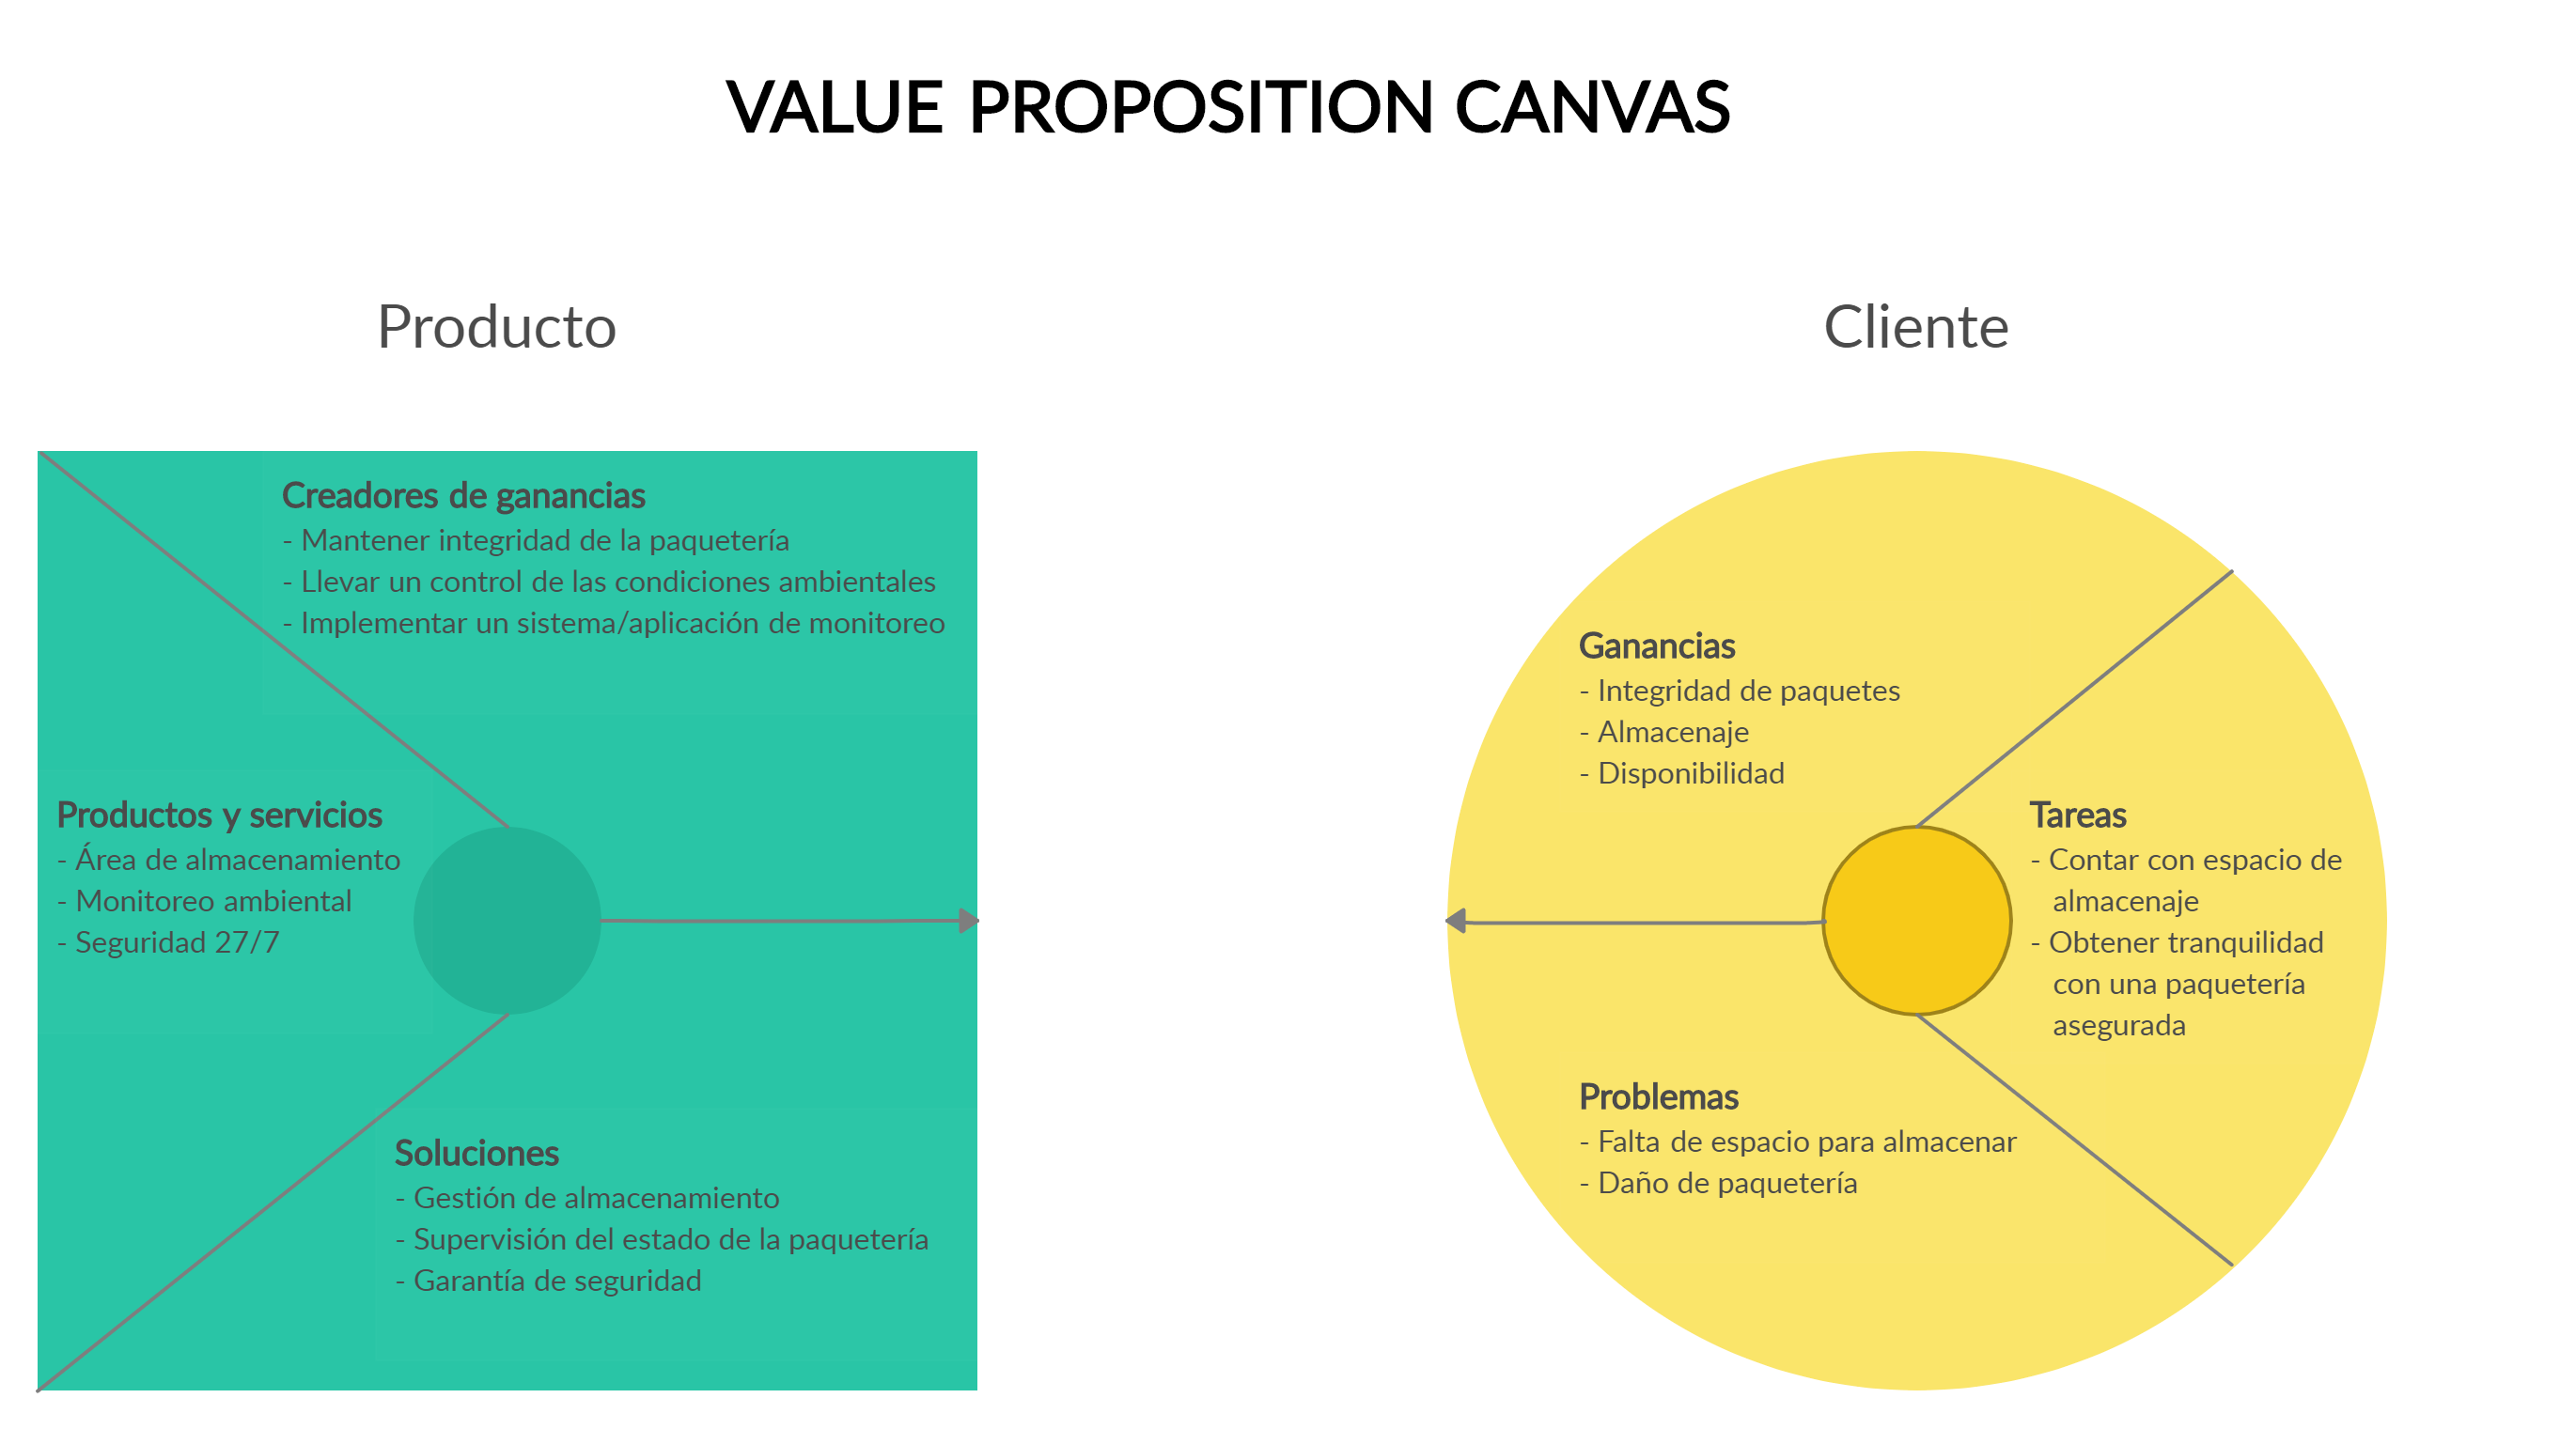 VALUE PROPOSITION CANVAS
Producto
Cliente
Creadores de ganancias
- Mantener integridad de la paquetería
- Llevar un control de las condiciones ambientales
- Implementar un sistema/aplicación de monitoreo
Productos y servicios
- Área de almacenamiento
- Monitoreo ambiental
- Seguridad 27/7
Soluciones
- Gestión de almacenamiento
- Supervisión del estado de la paquetería
- Garantía de seguridad
Ganancias
- Integridad de paquetes
- Almacenaje
- Disponibilidad
Tareas
- Contar con espacio de
almacenaje
- Obtener tranquilidad
con una paquetería
asegurada
Problemas
- Falta de espacio para almacenar
- Daño de paquetería